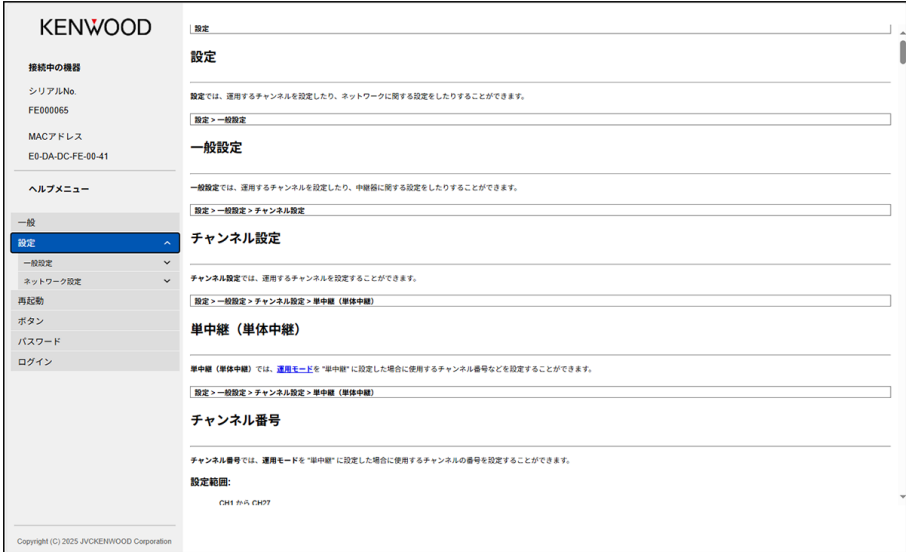 KENWOOD
接続中の機器
シリアルNo.
FE000065
MACアドレス
E0-DA-DC-FE-00-41
ヘルプメニュー
一般
設定
一般設定
ネットワーク設定
再起動
ボタン
パスワード
ログイン
Copyright (C) 2025 JVCKENWOOD Corporation
設定
設定
設定では、運用するチャンネルを設定したり、ネットワークに関する設定をしたりすることができます。
設定 > 一般設定
一般設定
一般設定では、運用するチャンネルを設定したり、中継器に関する設定をしたりすることができます。
設定 > 一般設定 > チャンネル設定
チャンネル設定
チャンネル設定では、運用するチャンネルを設定することができます。
設定 > 一般設定 > チャンネル設定 > 単中継（単体中継）
単中継（単体中継）
単中継（単体中継）では、運用モードを "単中継" に設定した場合に使用するチャンネル番号などを設定することができます。
設定 > 一般設定 > チャンネル設定 > 単中継（単体中継）
チャンネル番号
チャンネル番号では、運用モードを "単中継" に設定した場合に使用するチャンネルの番号を設定することができます。
設定範囲:
CH1 から CH27